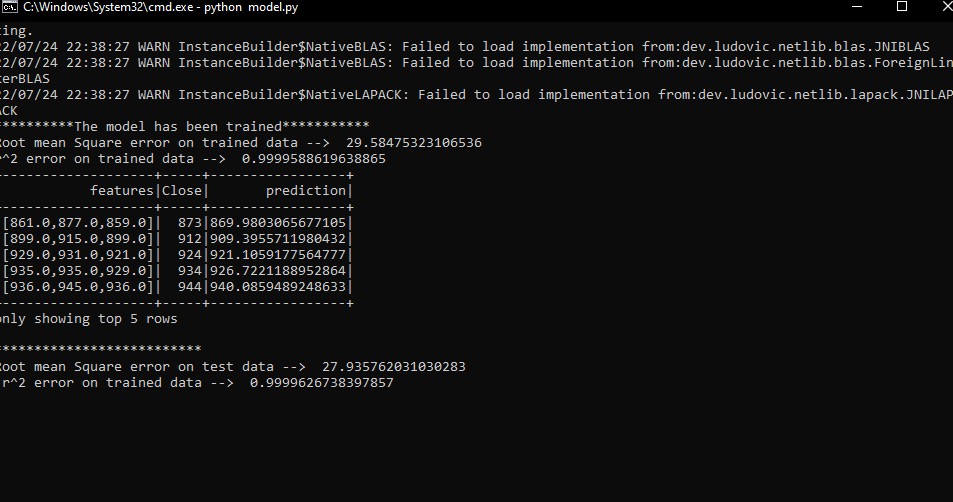 C:\Windows\System32\cmd.exe - python  model.py
ting.
22/07/24 22:38:27 WARN InstanceBuilder$NativeBLAS: Failed to load implementation from:dev.ludovic.netlib.blas.JNIBLAS
22/07/24 22:38:27 WARN InstanceBuilder$NativeBLAS: Failed to load implementation from:dev.ludovic.netlib.blas.ForeignLin
kerBLAS
22/07/24 22:38:27 WARN InstanceBuilder$NativeLAPACK: Failed to load implementation from:dev.ludovic.netlib.lapack.JNILAP
ACK
**********The model has been trained***********
Root mean Square error on trained data -->  29.58475323106536
r^2 error on trained data -->  0.9999588619638865
--------------------+-----+-----------------+
            features|Close|       prediction|
--------------------+-----+-----------------+
 [861.0,877.0,859.0]|  873|869.9803065677105|
 [899.0,915.0,899.0]|  912|909.3955711980432|
 [929.0,931.0,921.0]|  924|921.1059177564777|
 [935.0,935.0,929.0]|  934|926.7221188952864|
 [936.0,945.0,936.0]|  944|940.0859489248633|
--------------------+-----+-----------------+
only showing top 5 rows
**************************
Root mean Square error on test data -->  27.935762031030283
 r^2 error on trained data -->  0.9999626738397857